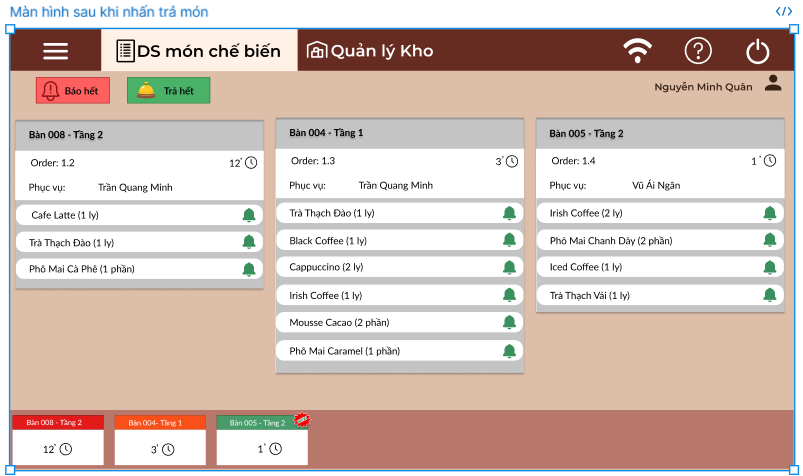 Màn hình sau khi nhấn trả món
</>
DS món chế biến
Quản lý Kho
?
Báo hết
Trả hết
Nguyễn Minh Quân
Bàn 008 - Tầng 2
Order: 1.2
12'
Phục vụ: Trần Quang Minh
Cafe Latte (1 ly)
Trà Thạch Đào (1 ly)
Phô Mai Cà Phê (1 phần)
Bàn 004 - Tầng 1
Order: 1.3
3'
Phục vụ: Trần Quang Minh
Trà Thạch Đào (1 ly)
Black Coffee (1 ly)
Cappuccino (2 ly)
Irish Coffee (1 ly)
Mousse Cacao (2 phần)
Phô Mai Caramel (1 phần)
Bàn 005 - Tầng 2
Order: 1.4
1'
Phục vụ: Vũ Ái Ngân
Irish Coffee (2 ly)
Phô Mai Chanh Dây (2 phần)
Iced Coffee (1 ly)
Trà Thạch Vải (1 ly)
Bàn 008 - Tầng 2
12'
Bàn 004- Tầng 1
3'
Bàn 005 - Tầng 2
1'